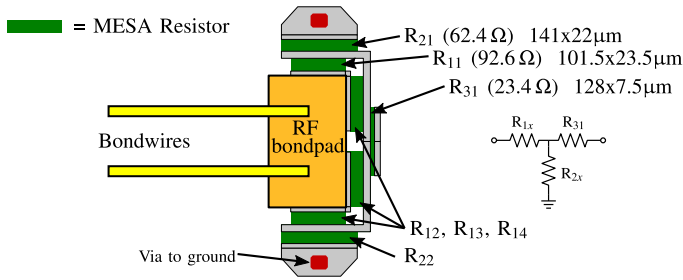 = MESA Resistor
R₂₁ (62.4 Ω) 141x22μm
R₁₁ (92.6 Ω) 101.5x23.5μm
R₃₁ (23.4 Ω) 128x7.5μm
RF
bondpad
Bondwires
R₁ₓ R₃₁
R₂ₓ
R₁₂, R₁₃, R₁₄
R₂₂
Via to ground